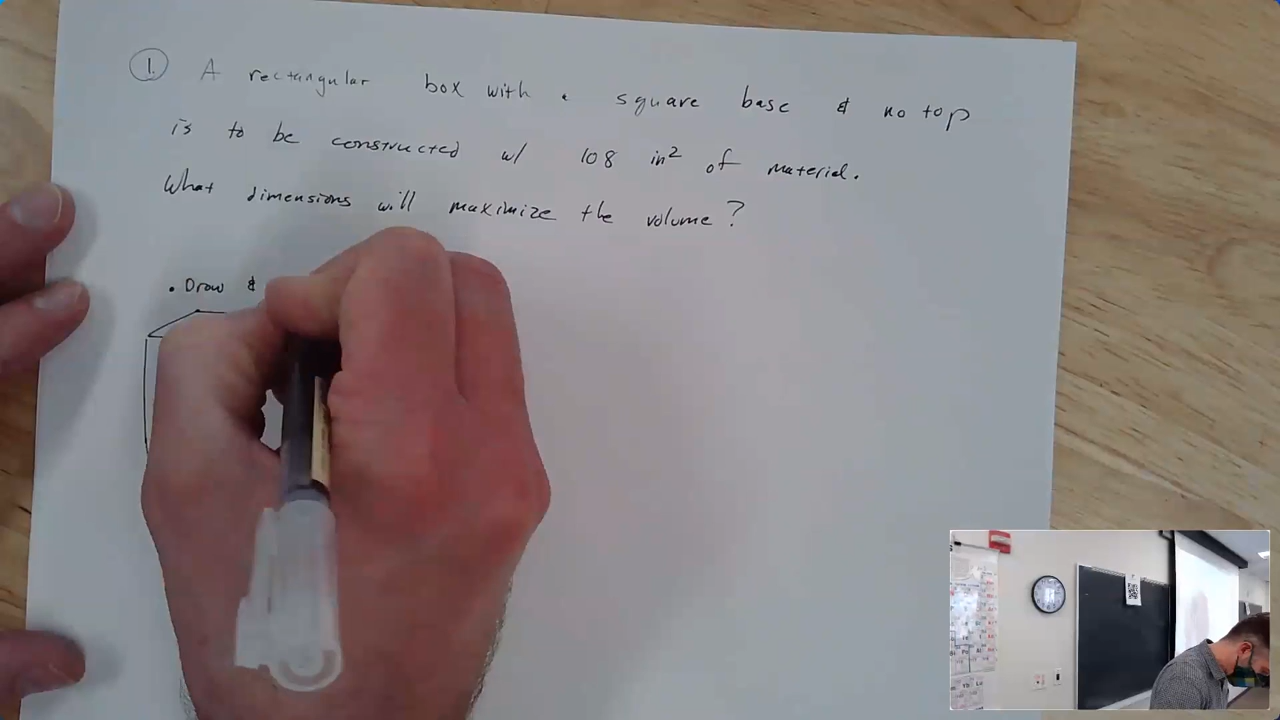 1. A rectangular box with a square base & no top
is to be constructed w/ 108 in² of material.
What dimensions will maximize the volume?
• Draw &